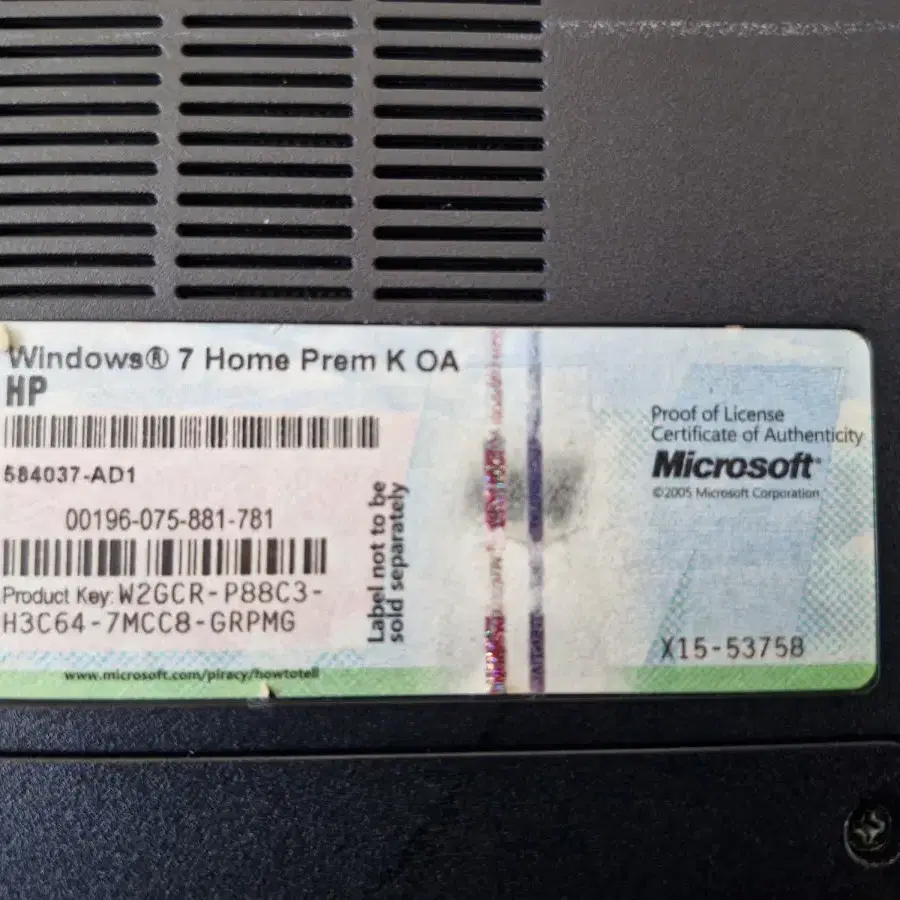 Windows® 7 Home Prem K OA
HP
584037-AD1
00196-075-881-781
Product Key: W2GCR-P88C3-
H3C64-7MCC8-GRPMG
www.microsoft.com/piracy/howtotell
Label not to be
sold separately
Proof of License
Certificate of Authenticity
Microsoft®
©2005 Microsoft Corporation
X15-53758